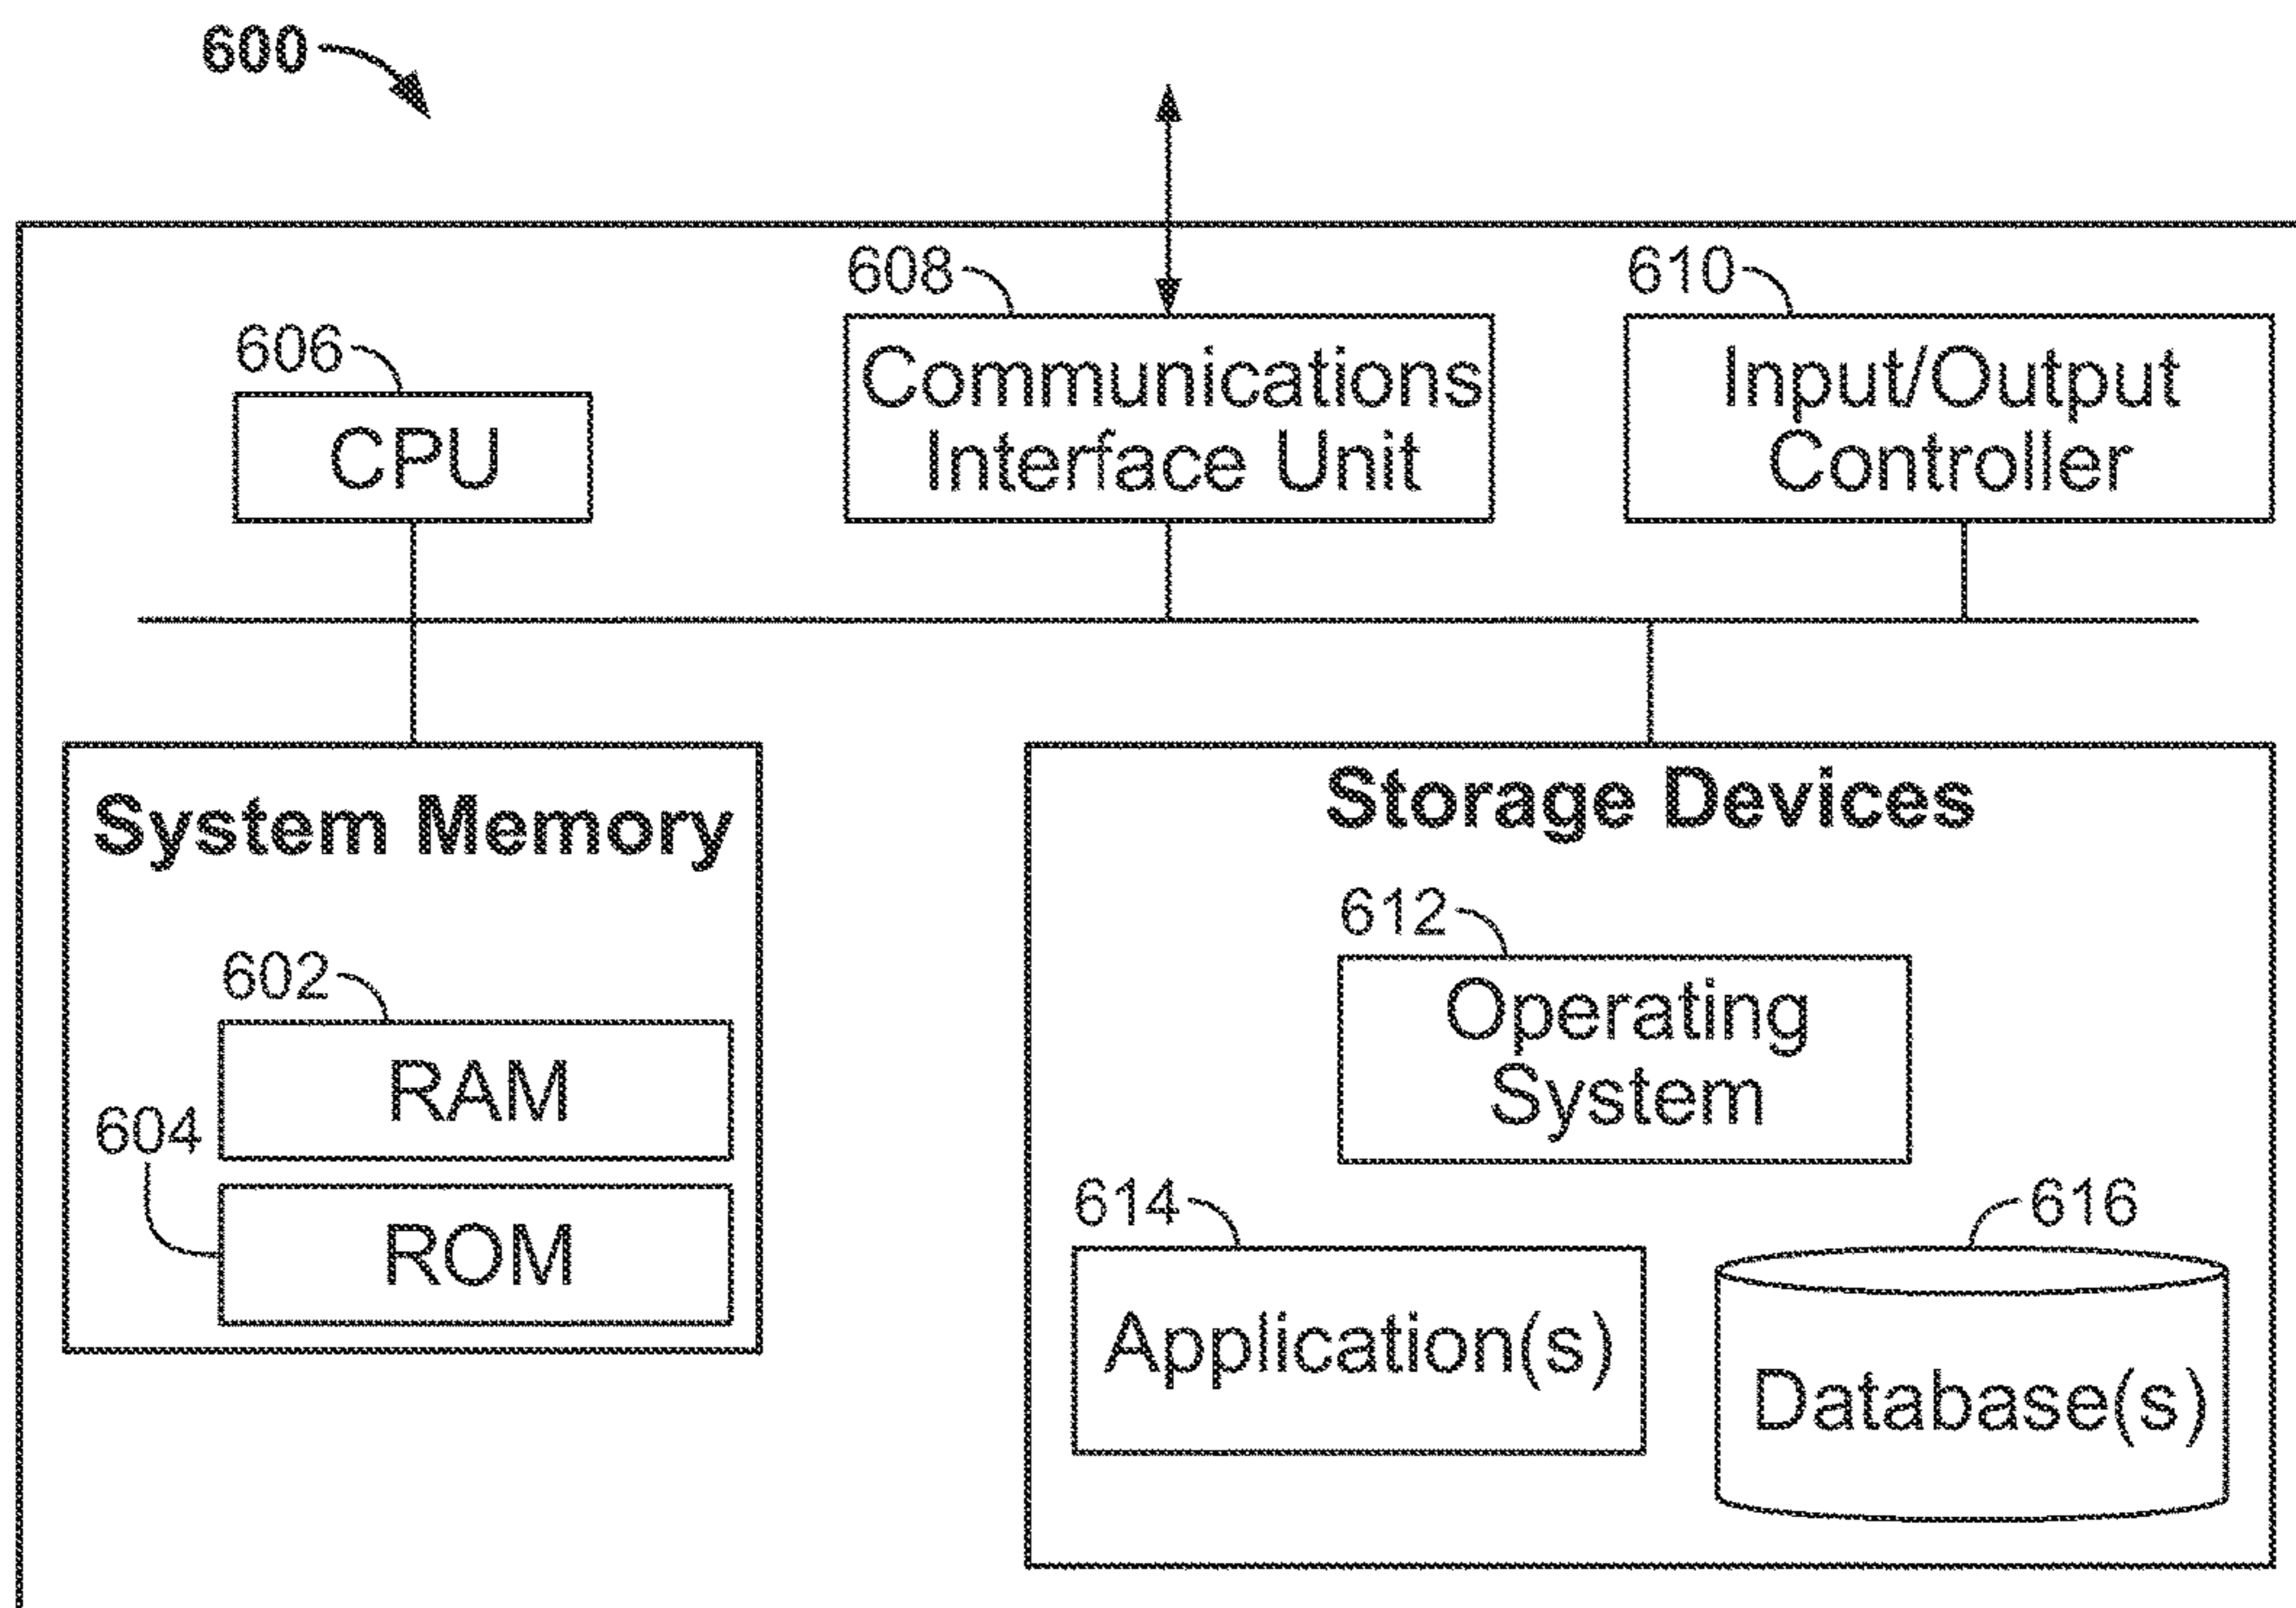 600
608
610
606
Communications
Interface Unit
Input/Output
Controller
CPU
System Memory
602
RAM
604
ROM
Storage Devices
612
Operating
System
614
Application(s)
616
Database(s)